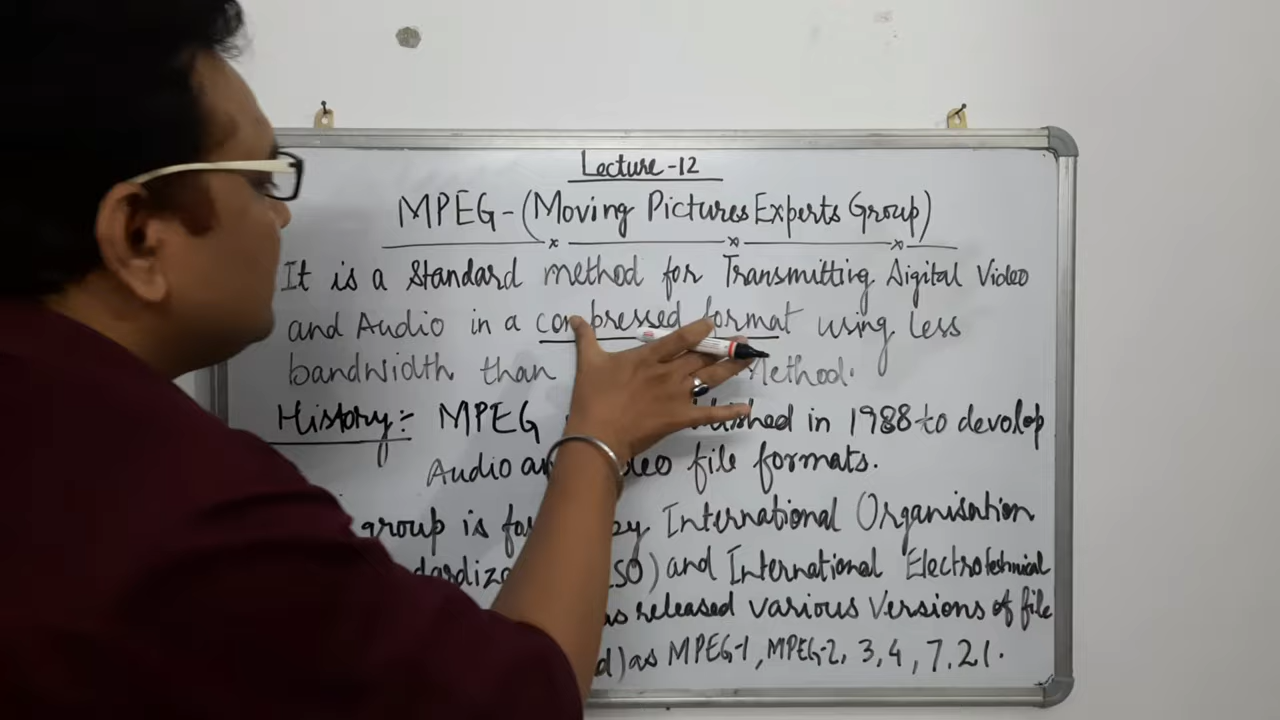 Lecture-12
MPEG-(Moving Pictures Experts Group)
It is a Standard method for Transmitting Digital Video
and Audio in a compressed format using less
bandwidth than Method.
History:- MPEG in 1988 to devolop
Audio file formats.
group is by International Organisation
and International Electrotechnical
released various Versions of file
as MPEG-1, MPEG-2, 3, 4, 7, 21.